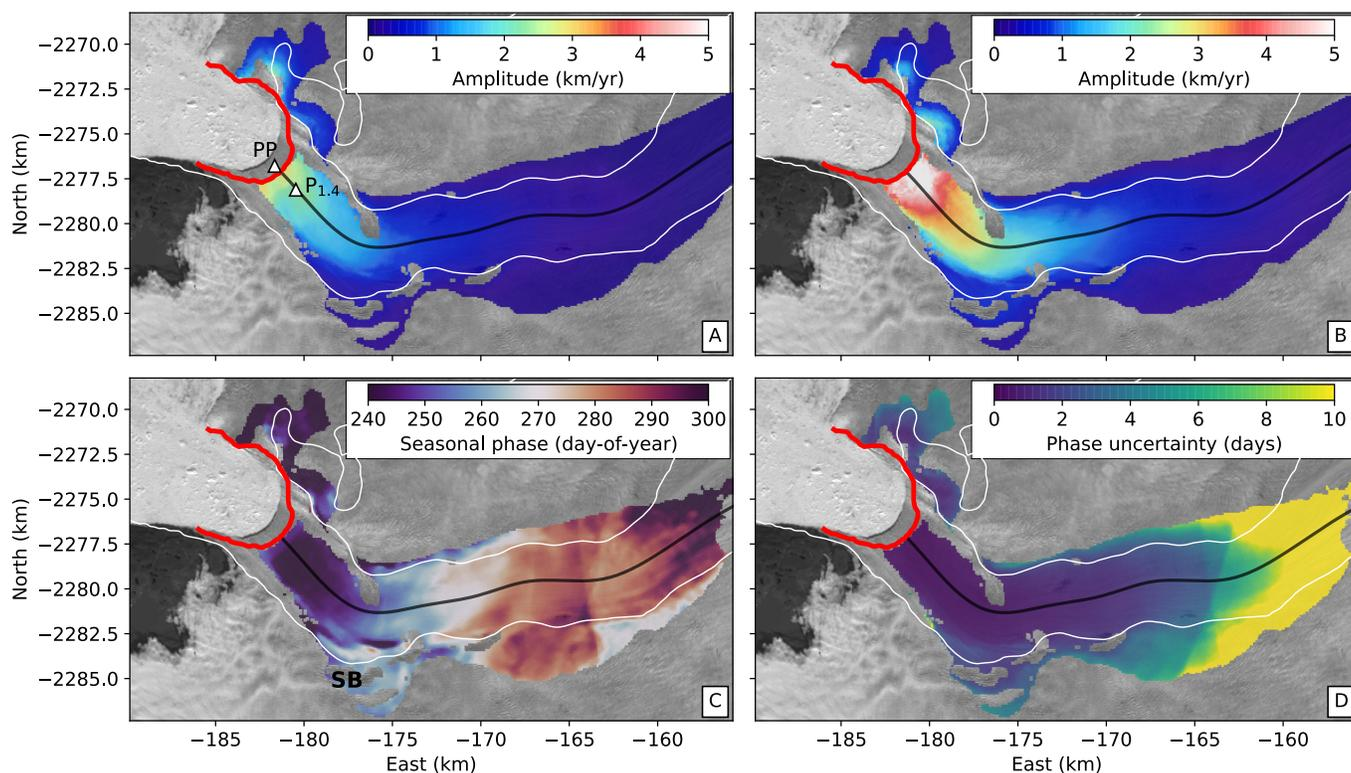 0 1 2 3 4 5
Amplitude (km/yr)
−2270.0
−2272.5
−2275.0
−2277.5
−2280.0
−2282.5
−2285.0
North (km)
PP
P1.4
A
0 1 2 3 4 5
Amplitude (km/yr)
B
240 250 260 270 280 290 300
Seasonal phase (day-of-year)
−2270.0
−2272.5
−2275.0
−2277.5
−2280.0
−2282.5
−2285.0
North (km)
SB
C
−185 −180 −175 −170 −165 −160
East (km)
0 2 4 6 8 10
Phase uncertainty (days)
D
−185 −180 −175 −170 −165 −160
East (km)